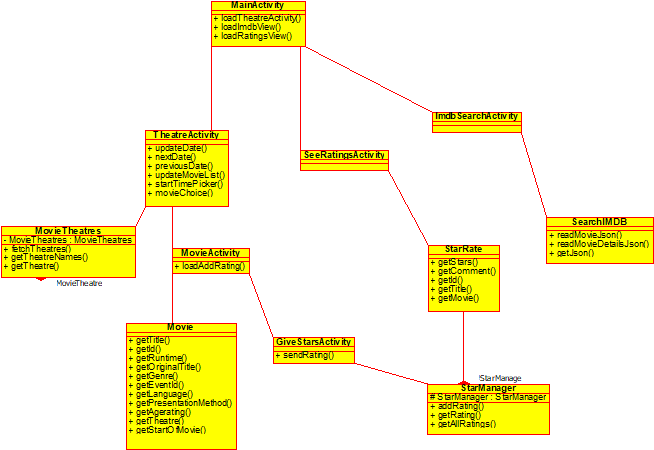 MainActivity
+ loadTheatreActivity()
+ loadImdbView()
+ loadRatingsView()
ImdbSearchActivity
TheatreActivity
+ updateDate()
+ nextDate()
+ previousDate()
+ updateMovieList()
+ startTimePicker()
+ movieChoice()
SeeRatingsActivity
MovieTheatres
- MovieTheatres : MovieTheatres
+ fetchTheatres()
+ getTheatreNames()
+ getTheatre()
MovieTheatre
MovieActivity
+ loadAddRating()
StarRate
+ getStars()
+ getComment()
+ getId()
+ getTitle()
+ getMovie()
SearchIMDB
+ readMovieJson()
+ readMovieDetailsJson()
+ getJson()
Movie
+ getTitle()
+ getId()
+ getRuntime()
+ getOriginalTitle()
+ getGenre()
+ getEventId()
+ getLanguage()
+ getPresentationMethod()
+ getAgerating()
+ getTheatre()
+ getStartOfMovie()
GiveStarsActivity
+ sendRating()
!StarManage
StarManager
# StarManager : StarManager
+ addRating()
+ getRating()
+ getAllRatings()